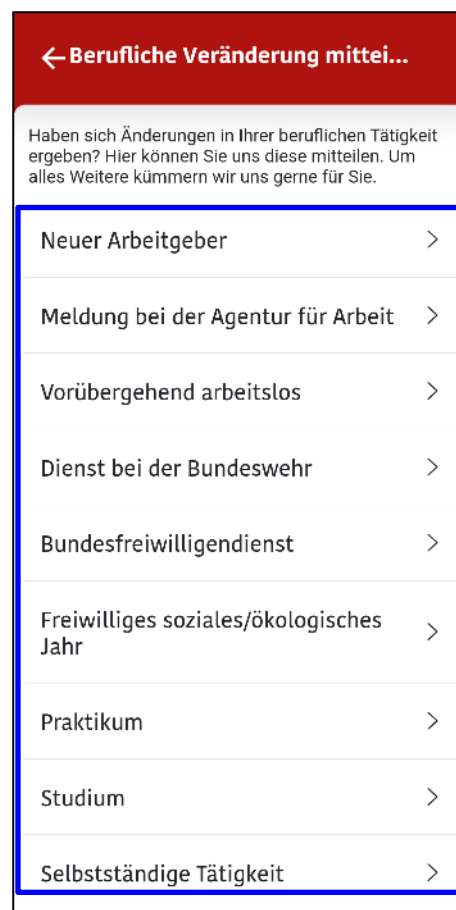 Berufliche Veränderung mittei...
Haben sich Änderungen in Ihrer beruflichen Tätigkeit
ergeben? Hier können Sie uns diese mitteilen. Um
alles Weitere kümmern wir uns gerne für Sie.
Neuer Arbeitgeber
Meldung bei der Agentur für Arbeit
Vorübergehend arbeitslos
Dienst bei der Bundeswehr
Bundesfreiwilligendienst
Freiwilliges soziales/ökologisches
Jahr
Praktikum
Studium
Selbstständige Tätigkeit